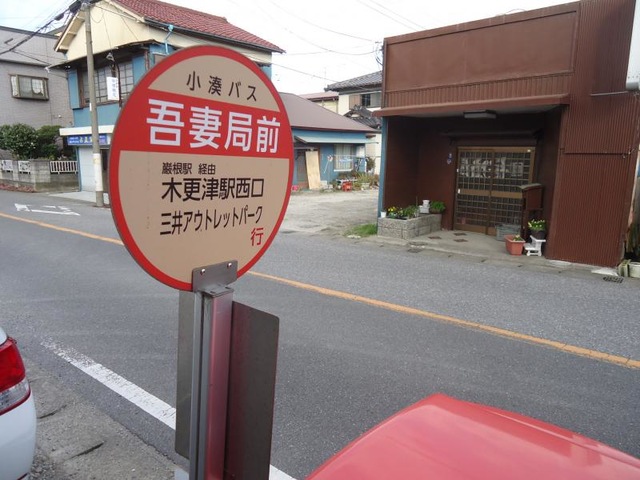 小湊バス
吾妻局前
巌根駅 経由
木更津駅西口
三井アウトレットパーク
行